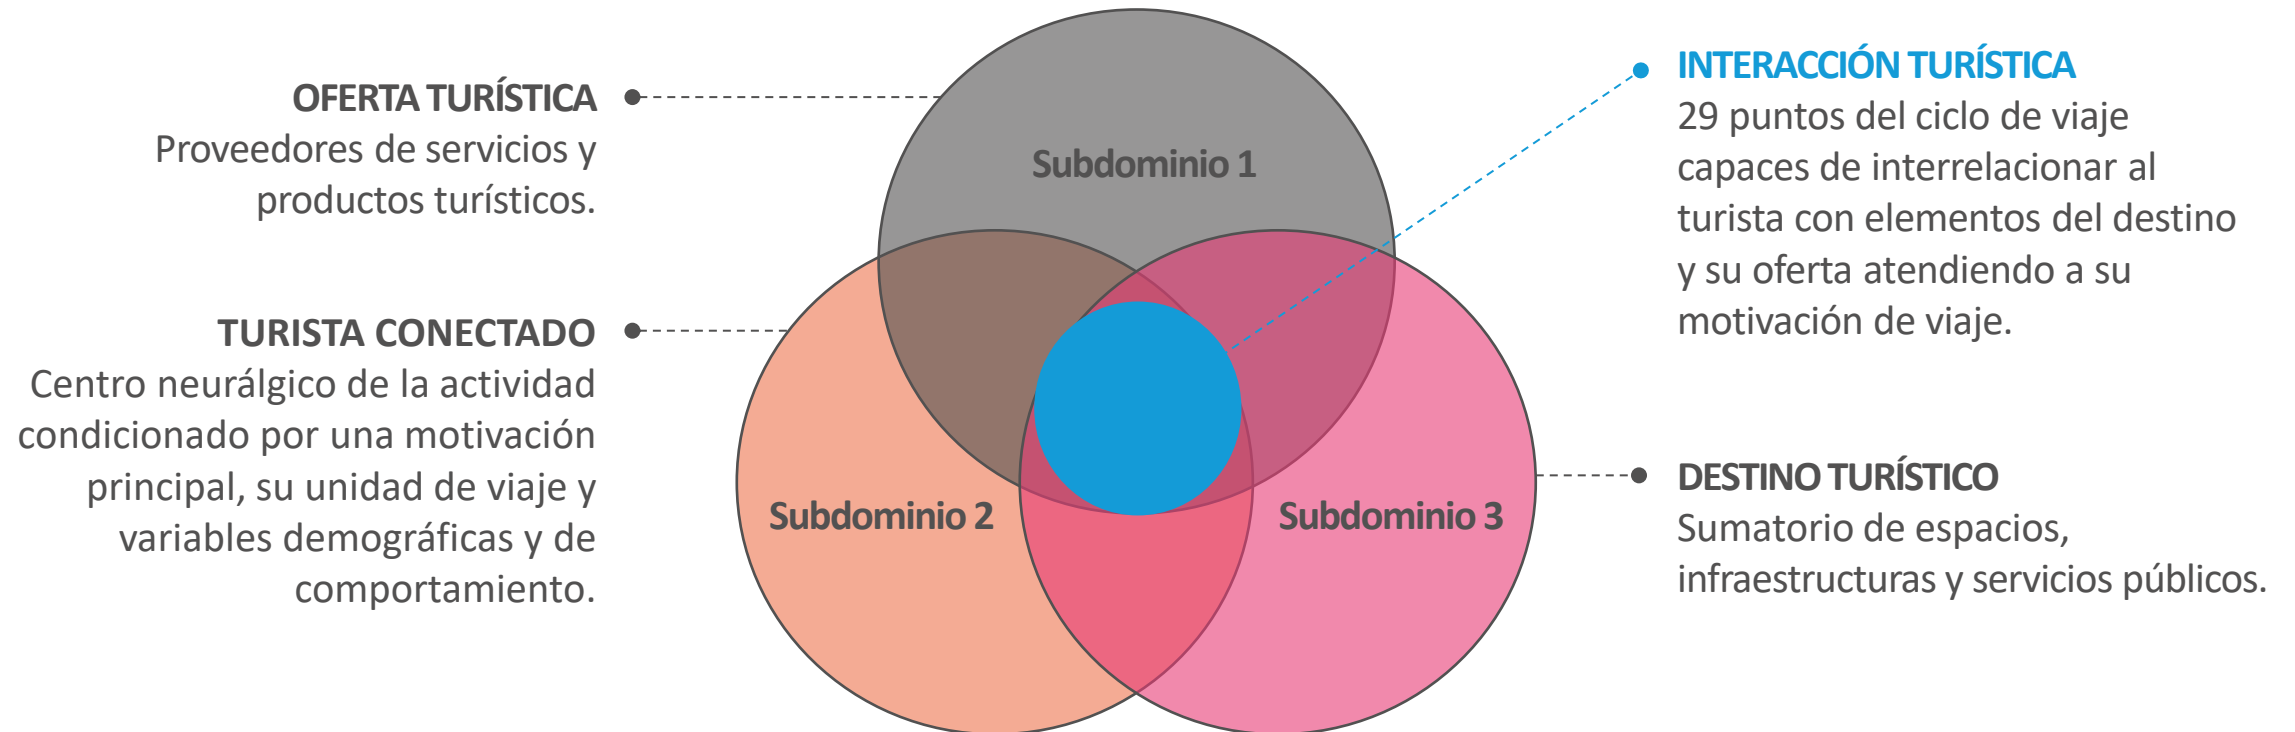 OFERTA TURÍSTICA
Proveedores de servicios y
productos turísticos.
TURISTA CONECTADO
Centro neurálgico de la actividad
condicionado por una motivación
principal, su unidad de viaje y
variables demográficas y de
comportamiento.
Subdominio 1
Subdominio 2
Subdominio 3
INTERACCIÓN TURÍSTICA
29 puntos del ciclo de viaje
capaces de interrelacionar al
turista con elementos del destino
y su oferta atendiendo a su
motivación de viaje.
DESTINO TURÍSTICO
Sumatorio de espacios,
infraestructuras y servicios públicos.